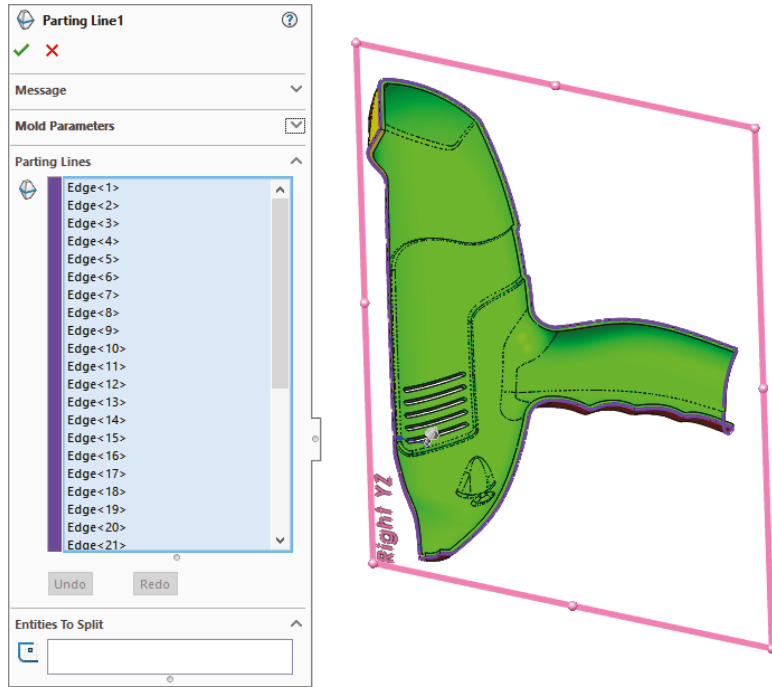 Parting Line1
Message
Mold Parameters
Parting Lines
Edge<1>
Edge<2>
Edge<3>
Edge<4>
Edge<5>
Edge<6>
Edge<7>
Edge<8>
Edge<9>
Edge<10>
Edge<11>
Edge<12>
Edge<13>
Edge<14>
Edge<15>
Edge<16>
Edge<17>
Edge<18>
Edge<19>
Edge<20>
Edge<21>
Undo Redo
Entities To Split
Right YZ